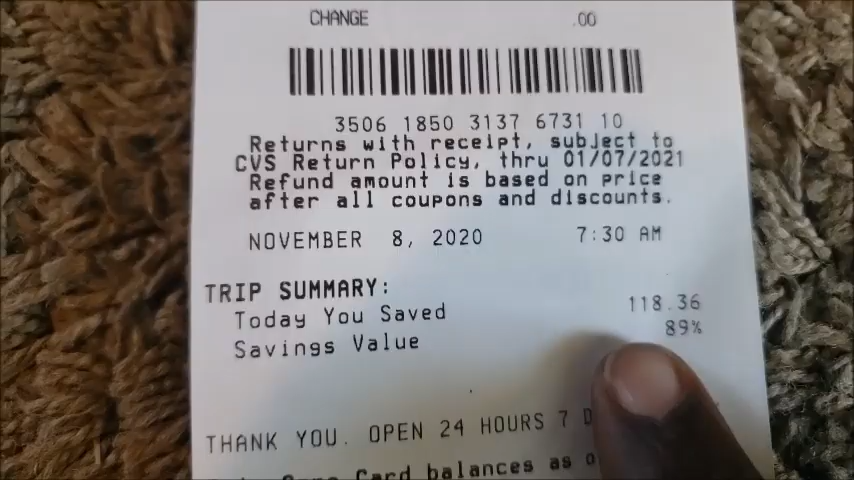 CHANGE .00
3506 1850 3137 6731 10
Returns with receipt, subject to
CVS Return Policy, thru 01/07/2021
Refund amount is based on price
after all coupons and discounts.
NOVEMBER 8, 2020 7:30 AM
TRIP SUMMARY:
Today You Saved 118.36
Savings Value 89%
THANK YOU. OPEN 24 HOURS 7
Card balances as